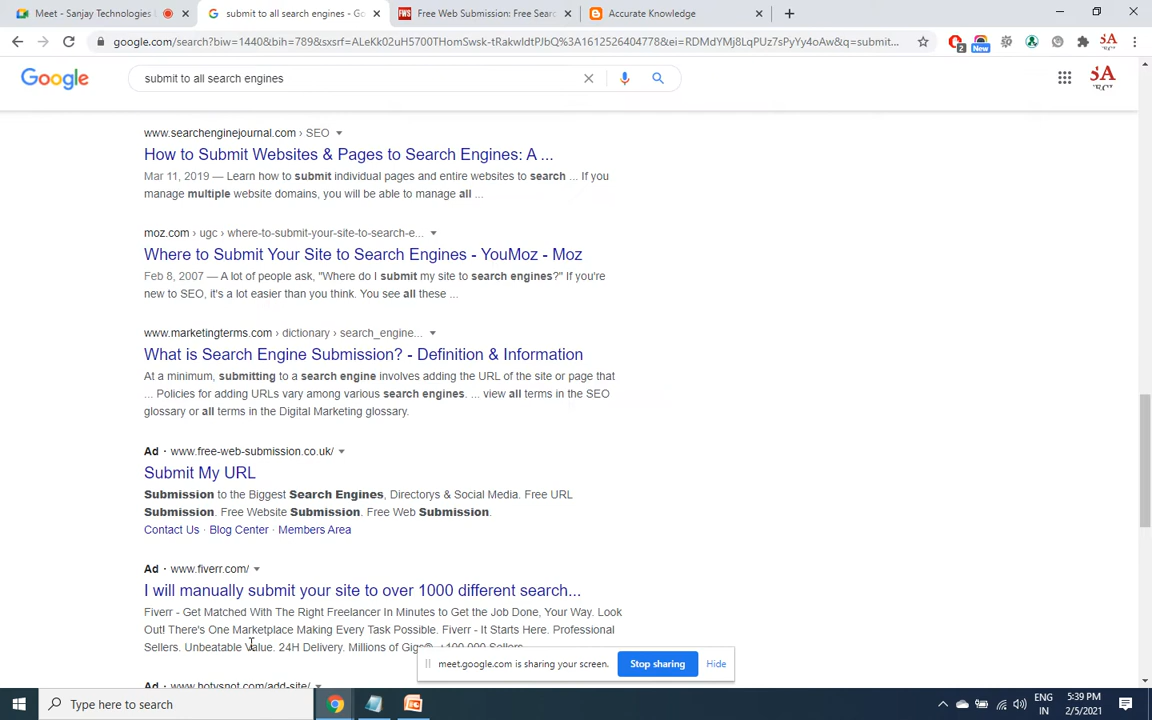 Meet - Sanjay Technologies
submit to all search engines - Go
Free Web Submission: Free Searc
Accurate Knowledge
google.com/search?biw=1440&bih=789&sxsrf=ALeKk02uH5700THomSwsk-tRakwldtPJbQ%3A1612526404778&ei=RDMdYMj8LqPUz7sPyYy4oAw&q=submit...
2
New
Google
submit to all search engines
SA
www.searchenginejournal.com › SEO
How to Submit Websites & Pages to Search Engines: A ...
Mar 11, 2019 — Learn how to submit individual pages and entire websites to search ... If you
manage multiple website domains, you will be able to manage all ...
moz.com › ugc › where-to-submit-your-site-to-search-e...
Where to Submit Your Site to Search Engines - YouMoz - Moz
Feb 8, 2007 — A lot of people ask, "Where do I submit my site to search engines?" If you're
new to SEO, it's a lot easier than you think. You see all these ...
www.marketingterms.com › dictionary › search_engine...
What is Search Engine Submission? - Definition & Information
At a minimum, submitting to a search engine involves adding the URL of the site or page that
... Policies for adding URLs vary among various search engines. ... view all terms in the SEO
glossary or all terms in the Digital Marketing glossary.
Ad · www.free-web-submission.co.uk/
Submit My URL
Submission to the Biggest Search Engines, Directorys & Social Media. Free URL
Submission. Free Website Submission. Free Web Submission.
Contact Us · Blog Center · Members Area
Ad · www.fiverr.com/
I will manually submit your site to over 1000 different search...
Fiverr - Get Matched With The Right Freelancer In Minutes to Get the Job Done, Your Way. Look
Out! There's One Marketplace Making Every Task Possible. Fiverr - It Starts Here. Professional
Sellers. Unbeatable Value. 24H Delivery. Millions of Gigs
meet.google.com is sharing your screen.
Stop sharing
Hide
Ad · www.hotvsnot.com/add-site/
Type here to search
ENG
IN
5:39 PM
2/5/2021